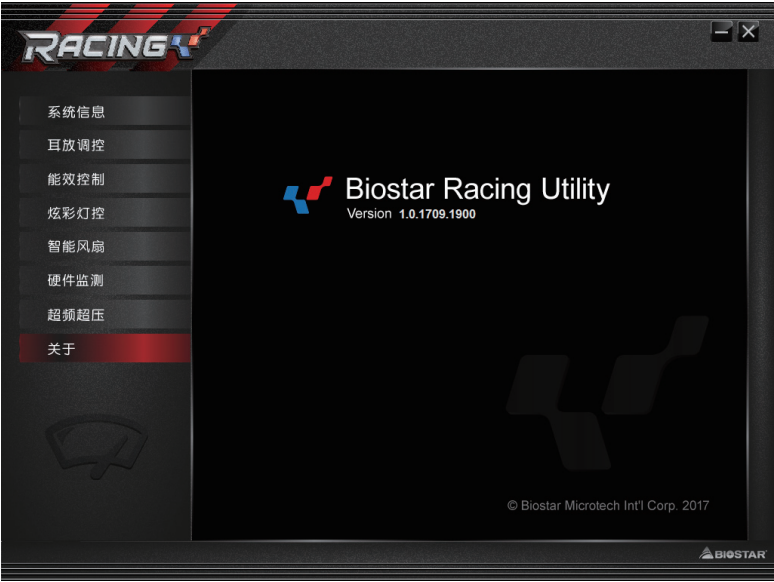 RACING
系统信息
耳放调控
能效控制
炫彩灯控
智能风扇
硬件监测
超频超压
关于
Biostar Racing Utility
Version 1.0.1709.1900
© Biostar Microtech Int'l Corp. 2017
BIOSTAR